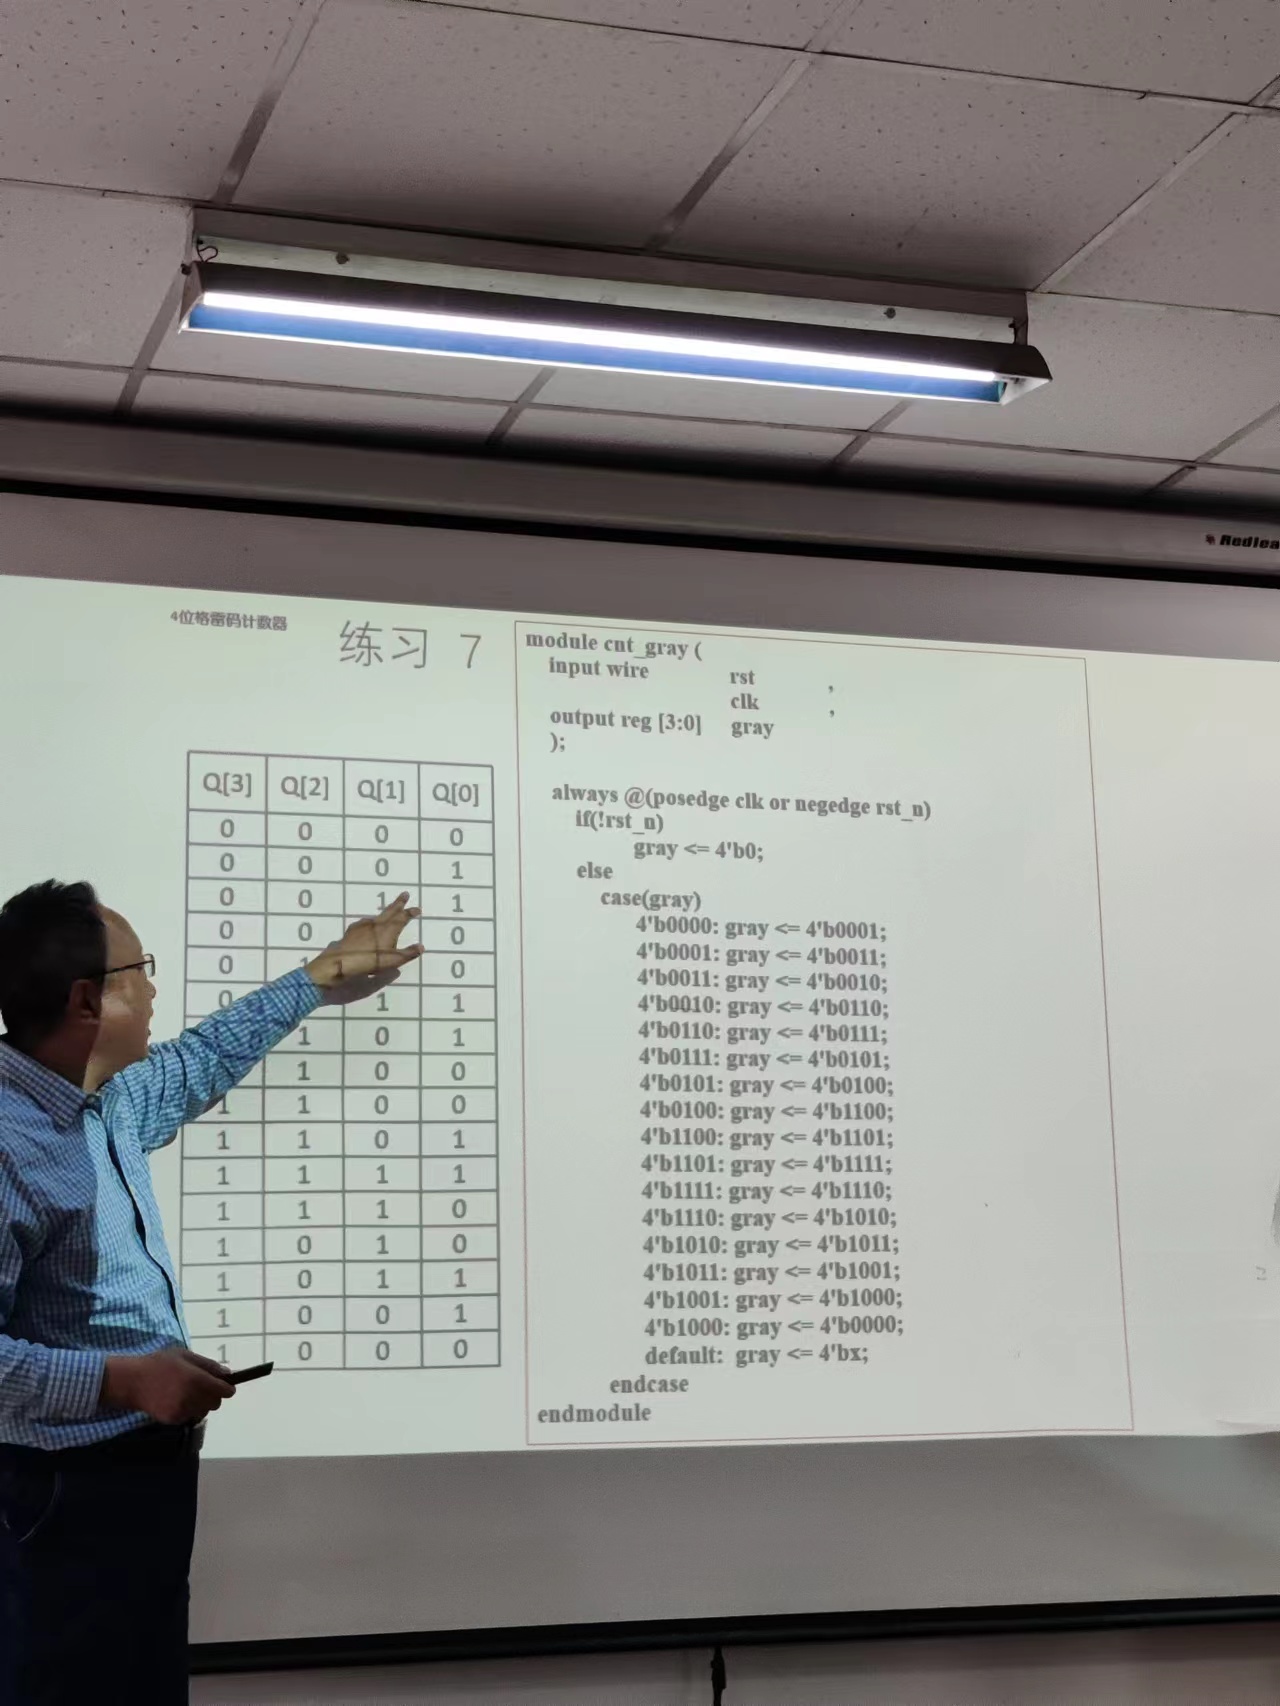 Redlea
4位格雷码计数器
练习 7
Q[3] Q[2] Q[1] Q[0]
0 0 0 0
0 0 0 1
0 0 1 1
0 0 0
0 1 0
0 1 1
1 0 1
1 0 0
1 1 0 0
1 1 0 1
1 1 1 1
1 1 1 0
1 0 1 0
1 0 1 1
1 0 0 1
1 0 0 0
module cnt_gray (
input wire rst ,
clk ,
output reg [3:0] gray
);
always @(posedge clk or negedge rst_n)
if(!rst_n)
gray <= 4'b0;
else
case(gray)
4'b0000: gray <= 4'b0001;
4'b0001: gray <= 4'b0011;
4'b0011: gray <= 4'b0010;
4'b0010: gray <= 4'b0110;
4'b0110: gray <= 4'b0111;
4'b0111: gray <= 4'b0101;
4'b0101: gray <= 4'b0100;
4'b0100: gray <= 4'b1100;
4'b1100: gray <= 4'b1101;
4'b1101: gray <= 4'b1111;
4'b1111: gray <= 4'b1110;
4'b1110: gray <= 4'b1010;
4'b1010: gray <= 4'b1011;
4'b1011: gray <= 4'b1001;
4'b1001: gray <= 4'b1000;
4'b1000: gray <= 4'b0000;
default: gray <= 4'bx;
endcase
endmodule